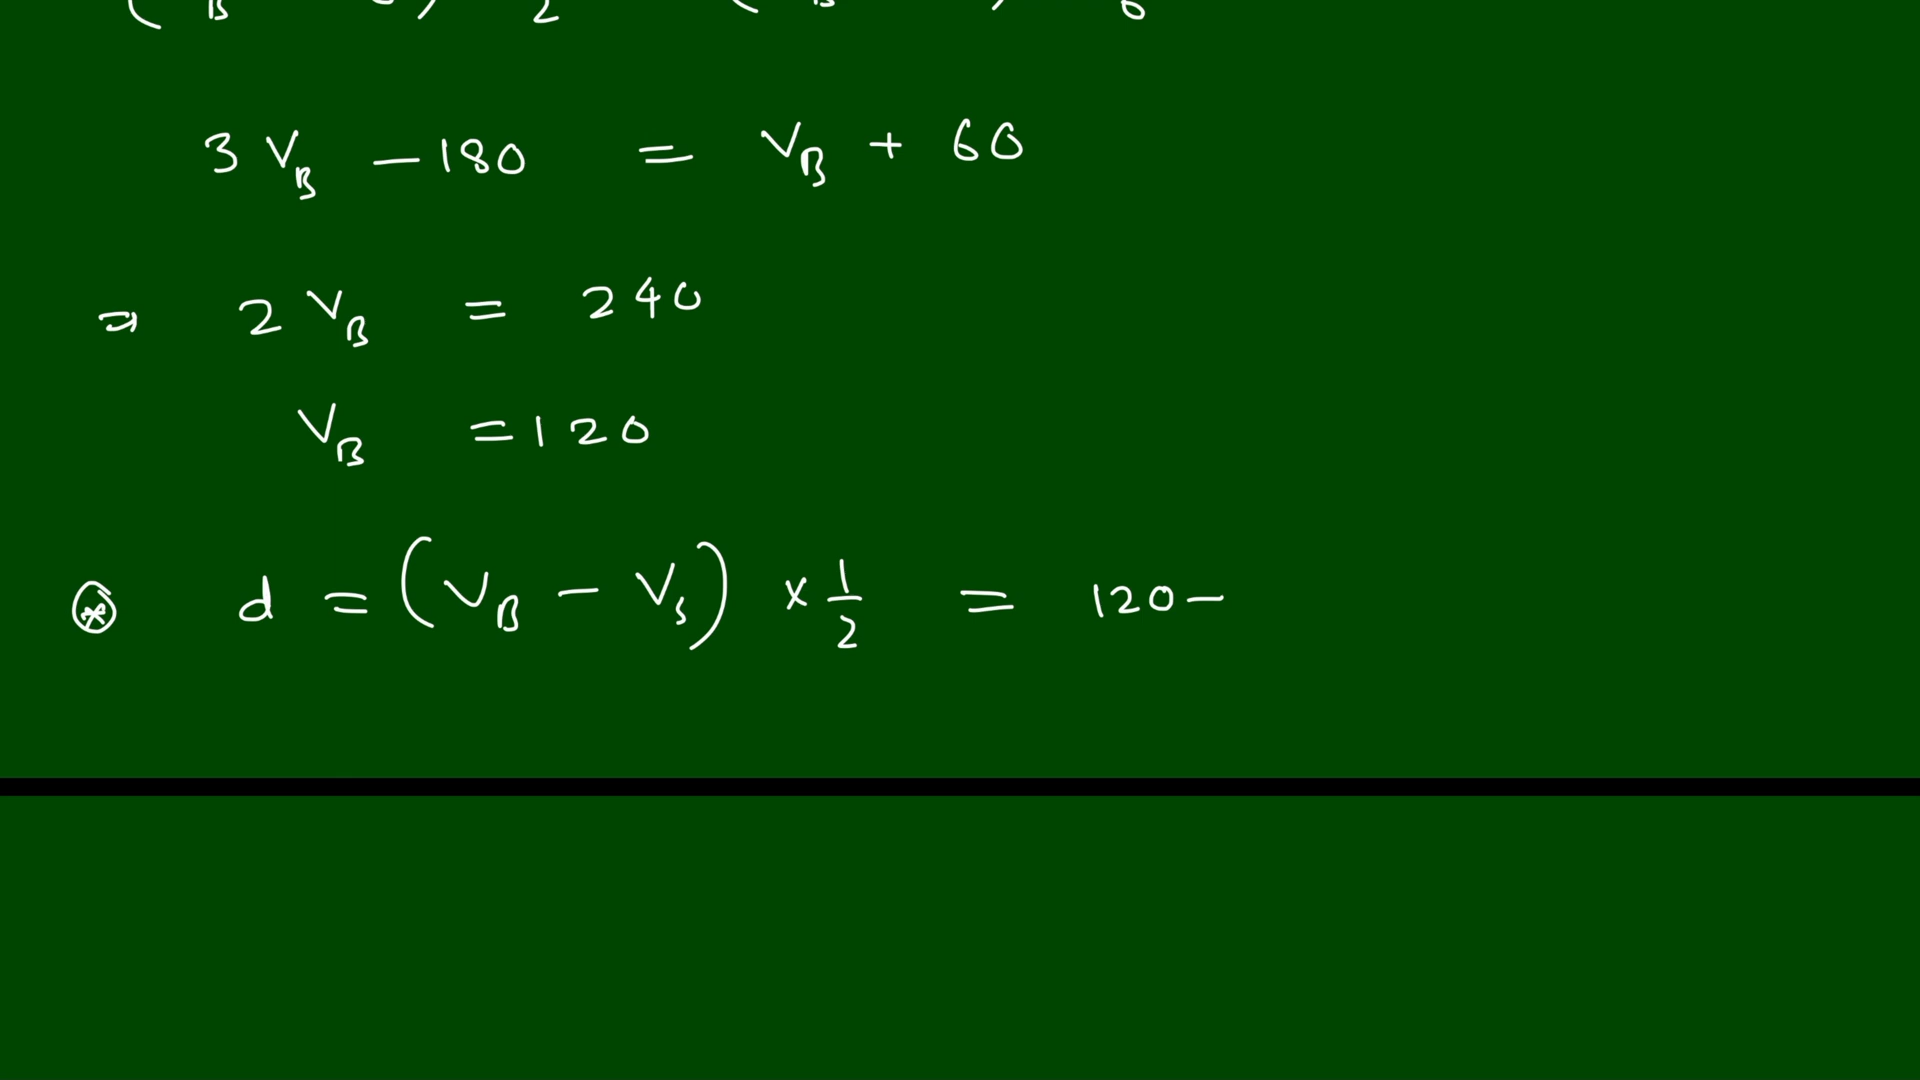 3 V_B - 180 = V_B + 60
⇒ 2 V_B = 240
V_B = 120
⊛ d = (V_B - V_s) × 1/2 = 120 -